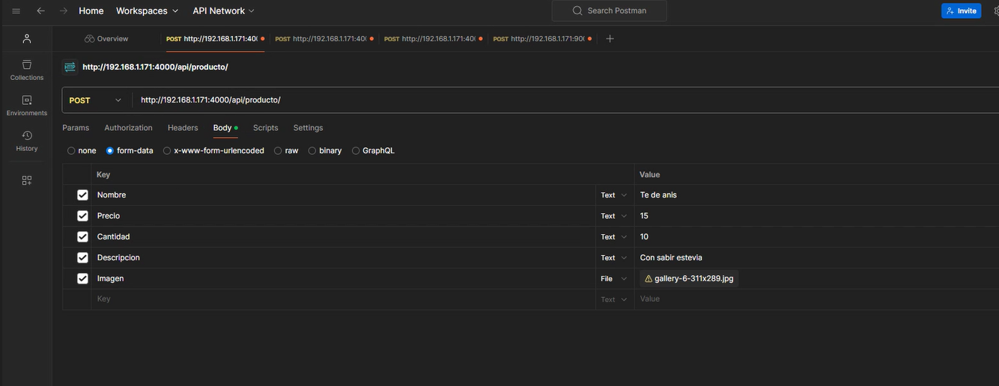 Home Workspaces API Network Search Postman Invite
Overview POST http://192.168.1.171:400 POST http://192.168.1.171:400 POST http://192.168.1.171:400 POST http://192.168.1.171:900
Collections
Environments
History
HTTP http://192.168.1.171:4000/api/producto/
POST http://192.168.1.171:4000/api/producto/
Params Authorization Headers Body Scripts Settings
none form-data x-www-form-urlencoded raw binary GraphQL
Key Value
Nombre Text Te de anis
Precio Text 15
Cantidad Text 10
Descripcion Text Con sabir estevia
Imagen File gallery-6-311x289.jpg
Key Text Value